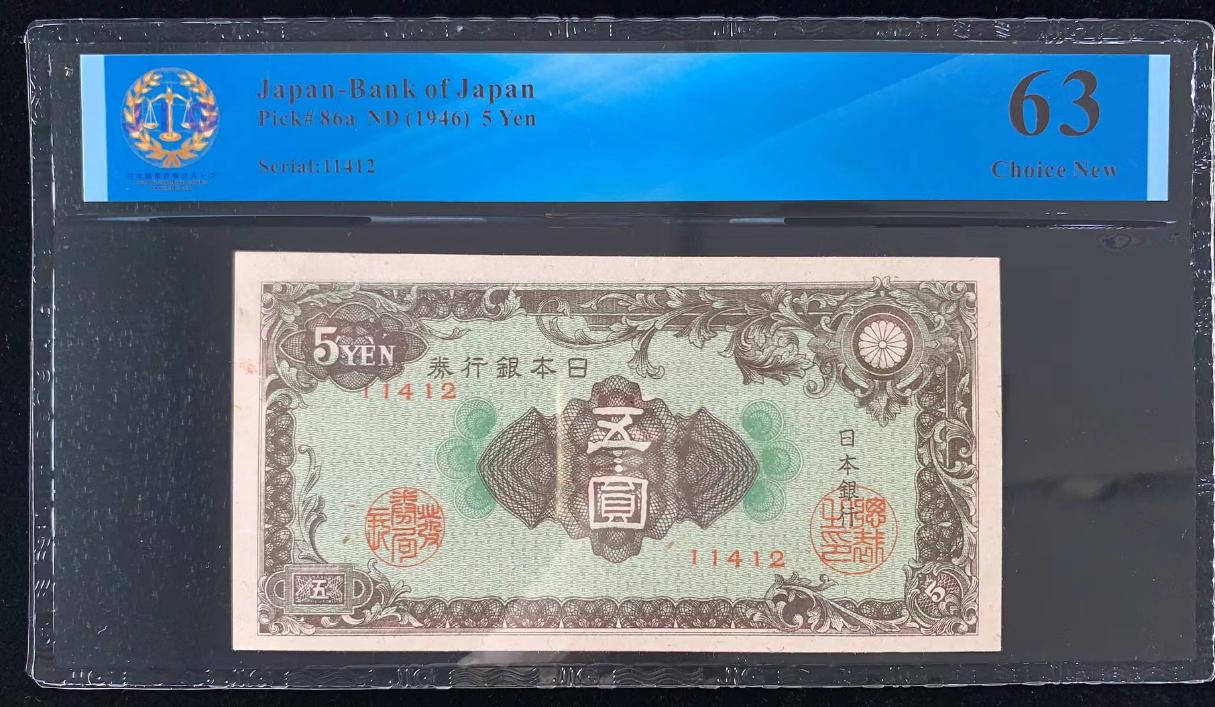 Japan-Bank of Japan
Pick# 86a ND (1946) 5 Yen
Serial:11412
63
Choice New
5 YEN
券行銀本日
11412
五圓
日本銀行
11412
五
5